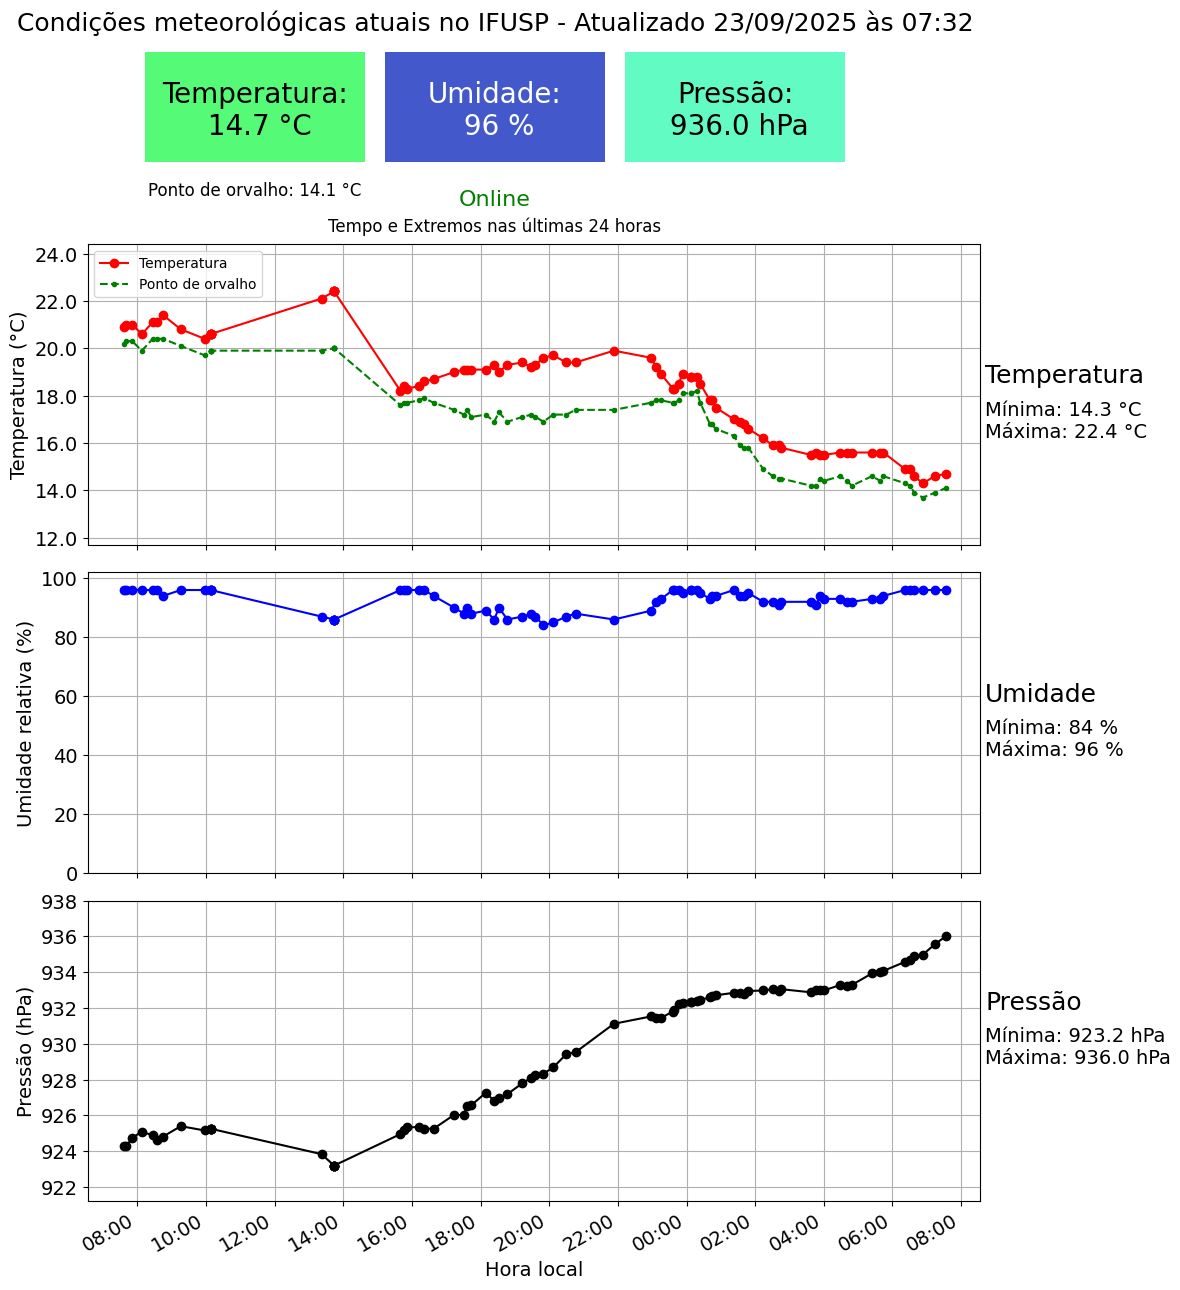 Condições meteorológicas atuais no IFUSP - Atualizado 23/09/2025 às 07:32
Temperatura:
14.7 °C
Umidade:
96 %
Pressão:
936.0 hPa
Ponto de orvalho: 14.1 °C
Online
Tempo e Extremos nas últimas 24 horas
Temperatura
Ponto de orvalho
Temperatura (°C)
24.0
22.0
20.0
18.0
16.0
14.0
12.0
Temperatura
Mínima: 14.3 °C
Máxima: 22.4 °C
Umidade relativa (%)
100
80
60
40
20
0
Umidade
Mínima: 84 %
Máxima: 96 %
Pressão (hPa)
938
936
934
932
930
928
926
924
922
Pressão
Mínima: 923.2 hPa
Máxima: 936.0 hPa
08:00
10:00
12:00
14:00
16:00
18:00
20:00
22:00
00:00
02:00
04:00
06:00
08:00
Hora local